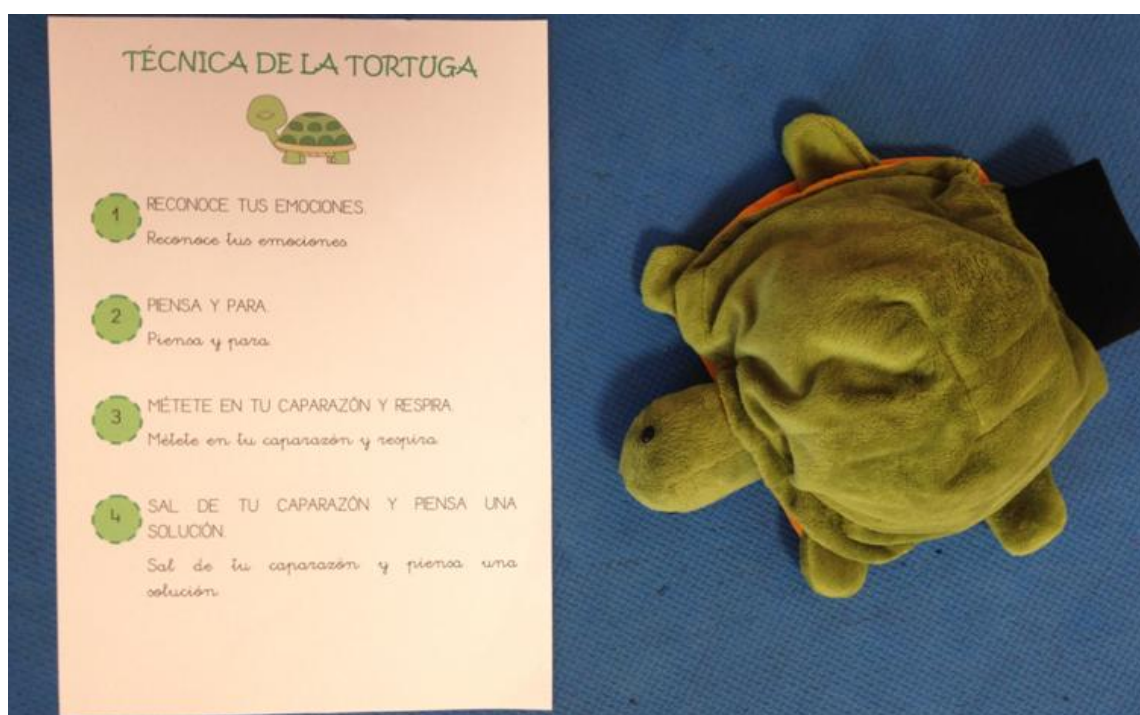 TÉCNICA DE LA TORTUGA
1
RECONOCE TUS EMOCIONES.
Reconoce tus emociones
2
PIENSA Y PARA.
Piensa y para
3
MÉTETE EN TU CAPARAZÓN Y RESPIRA.
Métete en tu caparazón y respira
4
SAL DE TU CAPARAZÓN Y PIENSA UNA
SOLUCIÓN.
Sal de tu caparazón y piensa una
solución.